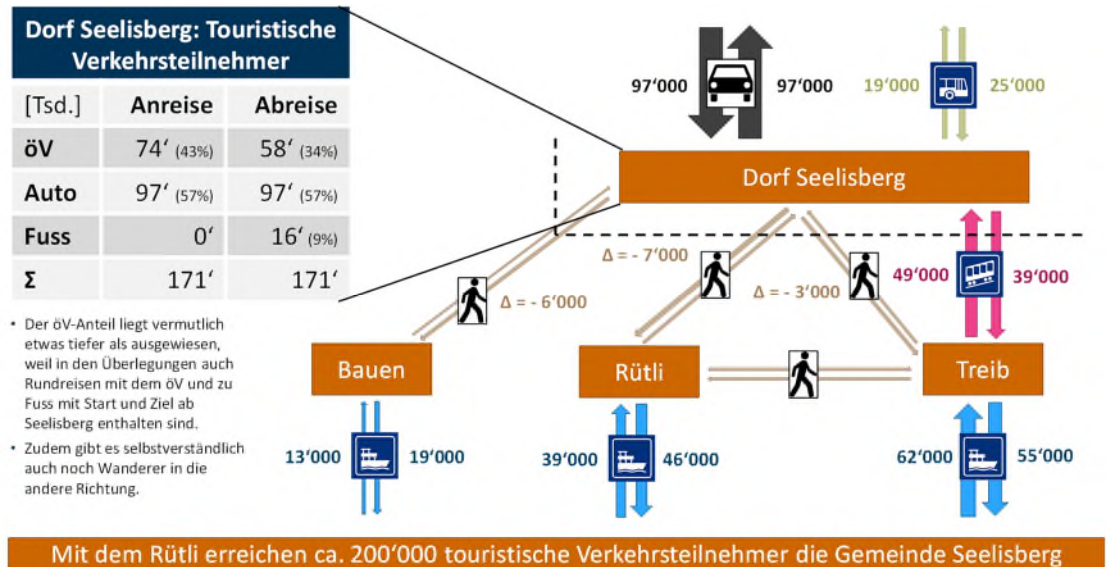 Dorf Seelisberg: Touristische
Verkehrsteilnehmer
[Tsd.] Anreise Abreise
öV 74‘ (43%) 58‘ (34%)
Auto 97‘ (57%) 97‘ (57%)
Fuss 0‘ 16‘ (9%)
Σ 171‘ 171‘
• Der öV-Anteil liegt vermutlich
etwas tiefer als ausgewiesen,
weil in den Überlegungen auch
Rundreisen mit dem öV und zu
Fuss mit Start und Ziel ab
Seelisberg enthalten sind.
• Zudem gibt es selbstverständlich
auch noch Wanderer in die
andere Richtung.
97‘000 97‘000
19‘000 25‘000
Dorf Seelisberg
Δ = - 6‘000
Δ = - 7‘000
Δ = - 3‘000
49‘000 39‘000
Bauen
Rütli
Treib
13‘000 19‘000
39‘000 46‘000
62‘000 55‘000
Mit dem Rütli erreichen ca. 200‘000 touristische Verkehrsteilnehmer die Gemeinde Seelisberg